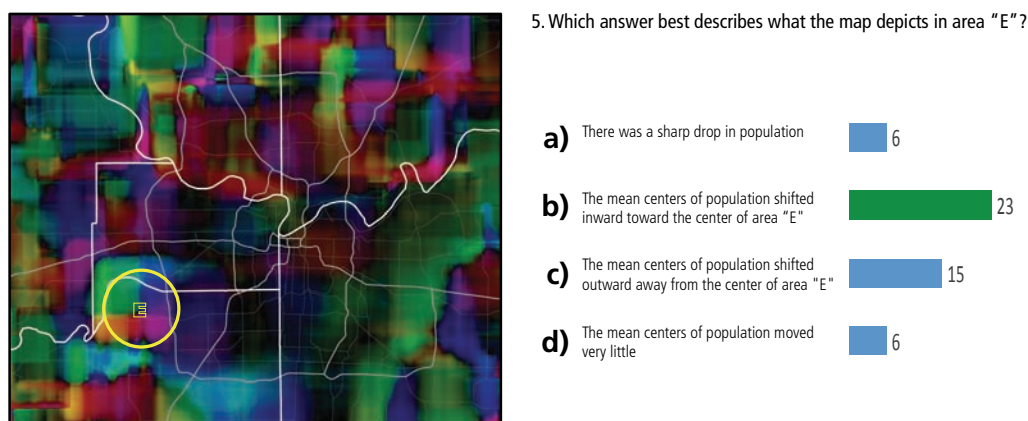 5. Which answer best describes what the map depicts in area "E"?
a) There was a sharp drop in population
6
b) The mean centers of population shifted
inward toward the center of area "E"
23
c) The mean centers of population shifted
outward away from the center of area "E"
15
d) The mean centers of population moved
very little
6
E